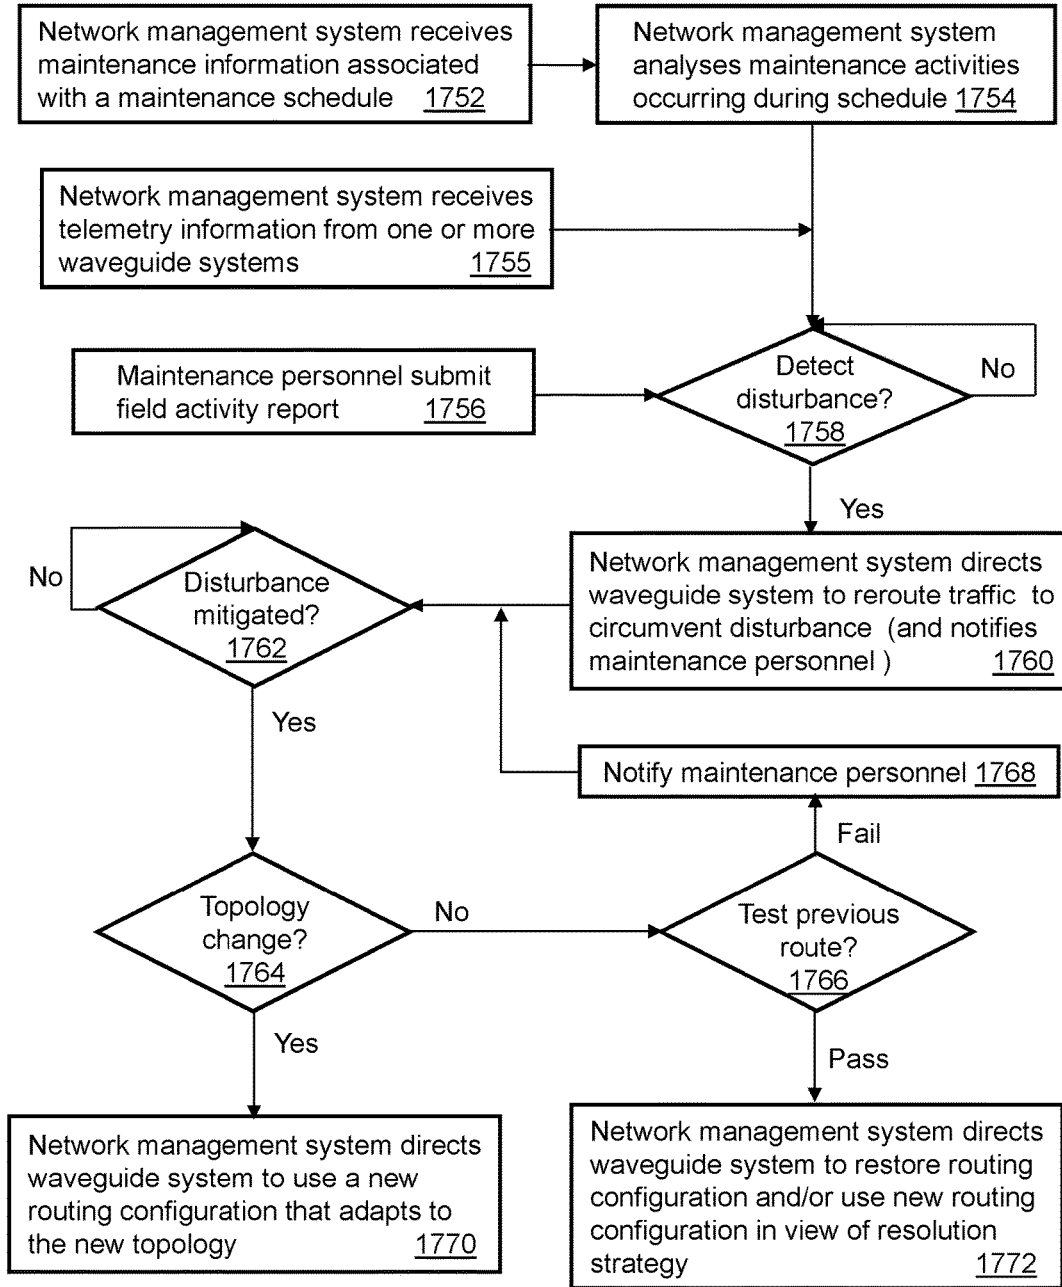 Network management system receives
maintenance information associated
with a maintenance schedule 1752
Network management system
analyses maintenance activities
occurring during schedule 1754
Network management system receives
telemetry information from one or more
waveguide systems 1755
Maintenance personnel submit
field activity report 1756
Detect
disturbance?
1758
No
Yes
Network management system directs
waveguide system to reroute traffic to
circumvent disturbance (and notifies
maintenance personnel ) 1760
Disturbance
mitigated?
1762
No
Yes
Notify maintenance personnel 1768
Fail
Topology
change?
1764
No
Test previous
route?
1766
Yes
Pass
Network management system directs
waveguide system to use a new
routing configuration that adapts to
the new topology 1770
Network management system directs
waveguide system to restore routing
configuration and/or use new routing
configuration in view of resolution
strategy 1772